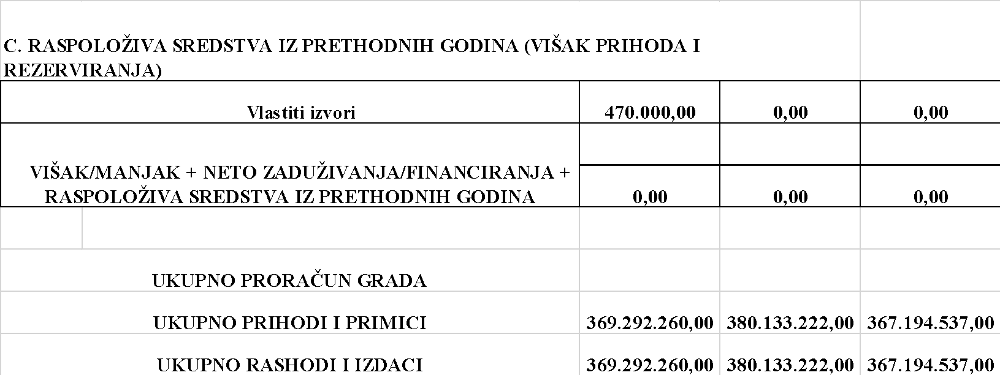 C. RASPOLOŽIVA SREDSTVA IZ PRETHODNIH GODINA (VIŠAK PRIHODA I
REZERVIRANJA)
Vlastiti izvori 470.000,00 0,00 0,00
VIŠAK/MANJAK + NETO ZADUŽIVANJA/FINANCIRANJA +
RASPOLOŽIVA SREDSTVA IZ PRETHODNIH GODINA 0,00 0,00 0,00
UKUPNO PRORAČUN GRADA
UKUPNO PRIHODI I PRIMICI 369.292.260,00 380.133.222,00 367.194.537,00
UKUPNO RASHODI I IZDACI 369.292.260,00 380.133.222,00 367.194.537,00